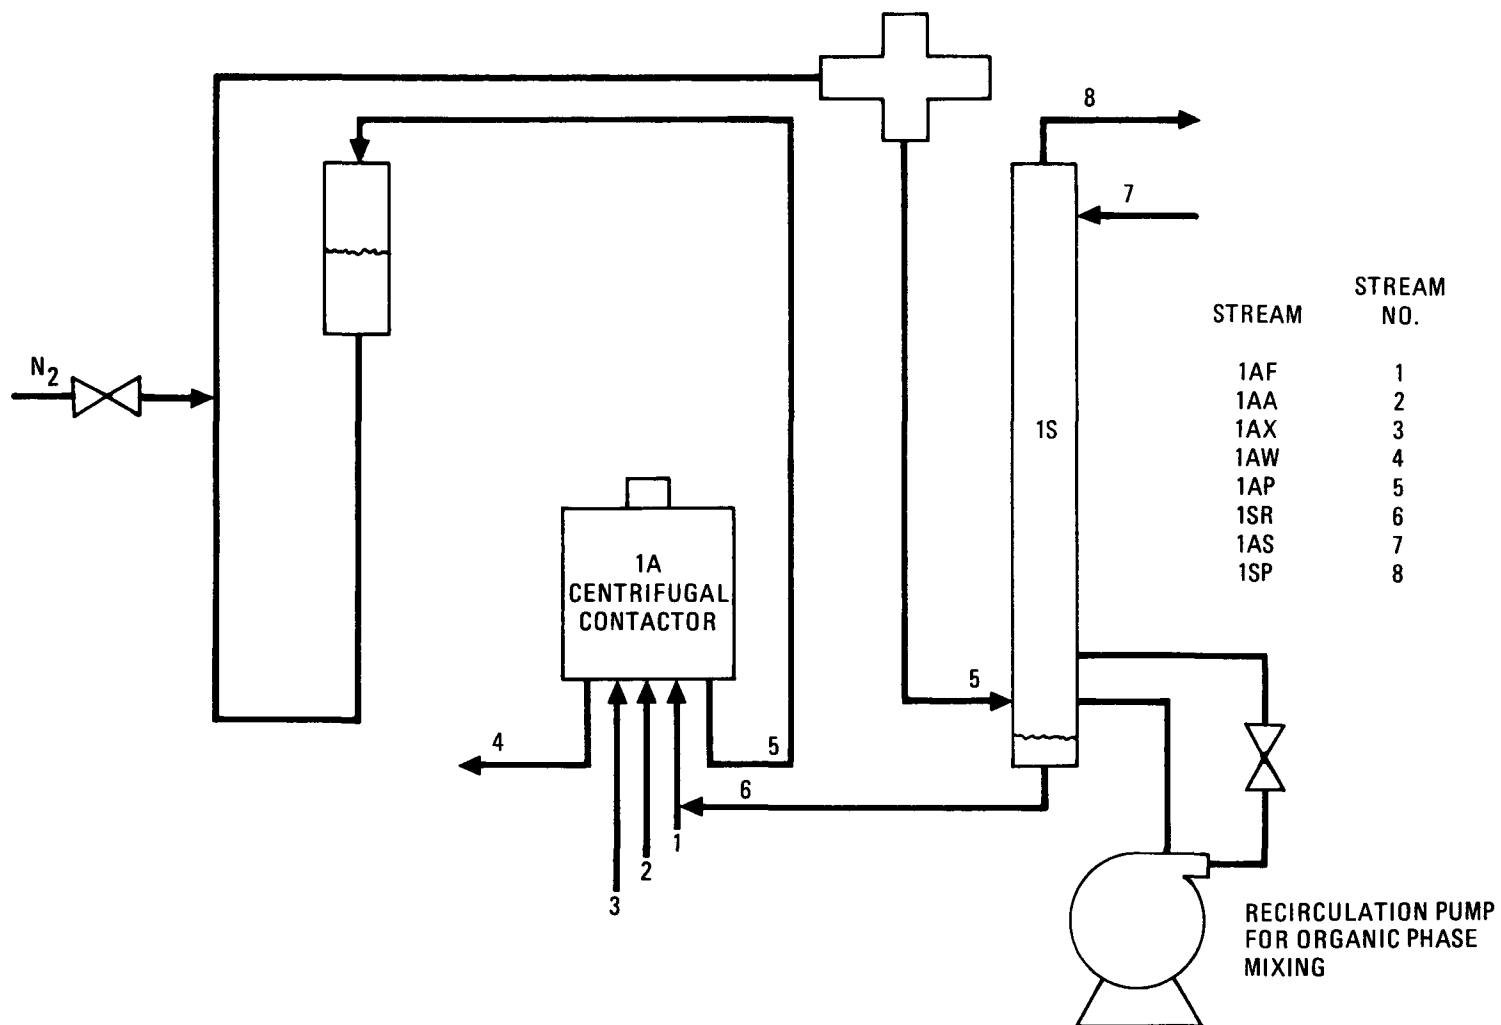 8
7
N2
STREAM
STREAM NO.
1AF 1
1AA 2
1AX 3
1AW 4
1AP 5
1SR 6
1AS 7
1SP 8
1S
1A
CENTRIFUGAL
CONTACTOR
5
4
5
6
1
2
3
RECIRCULATION PUMP
FOR ORGANIC PHASE
MIXING